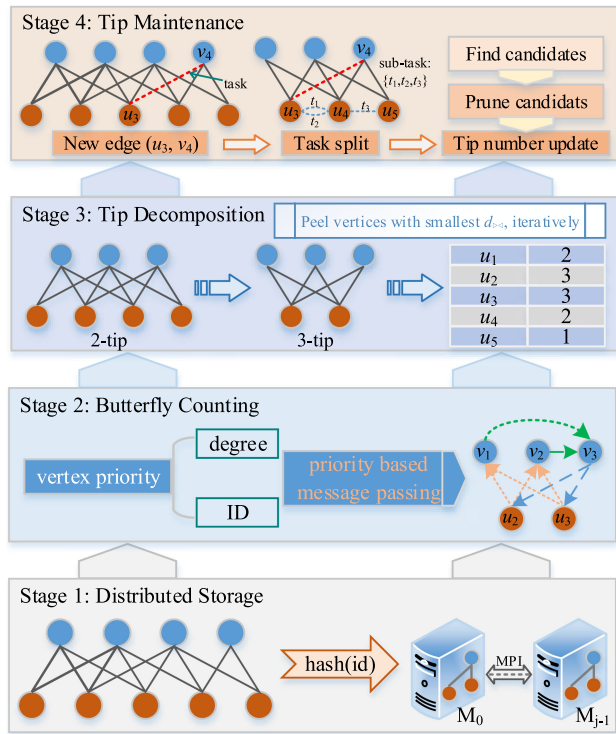 Stage 4: Tip Maintenance
v4
task
u3
New edge (u3, v4)
v4
sub-task:
{t1,t2,t3}
t1
t2
t3
u3
u4
u5
Task split
Find candidates
Prune candidats
Tip number update
Stage 3: Tip Decomposition
Peel vertices with smallest d⋈, iteratively
2-tip
3-tip
u1 2
u2 3
u3 3
u4 2
u5 1
Stage 2: Butterfly Counting
vertex priority
degree
ID
priority based
message passing
v1
v2
v3
u2
u3
Stage 1: Distributed Storage
hash(id)
MPI
M0
Mj-1